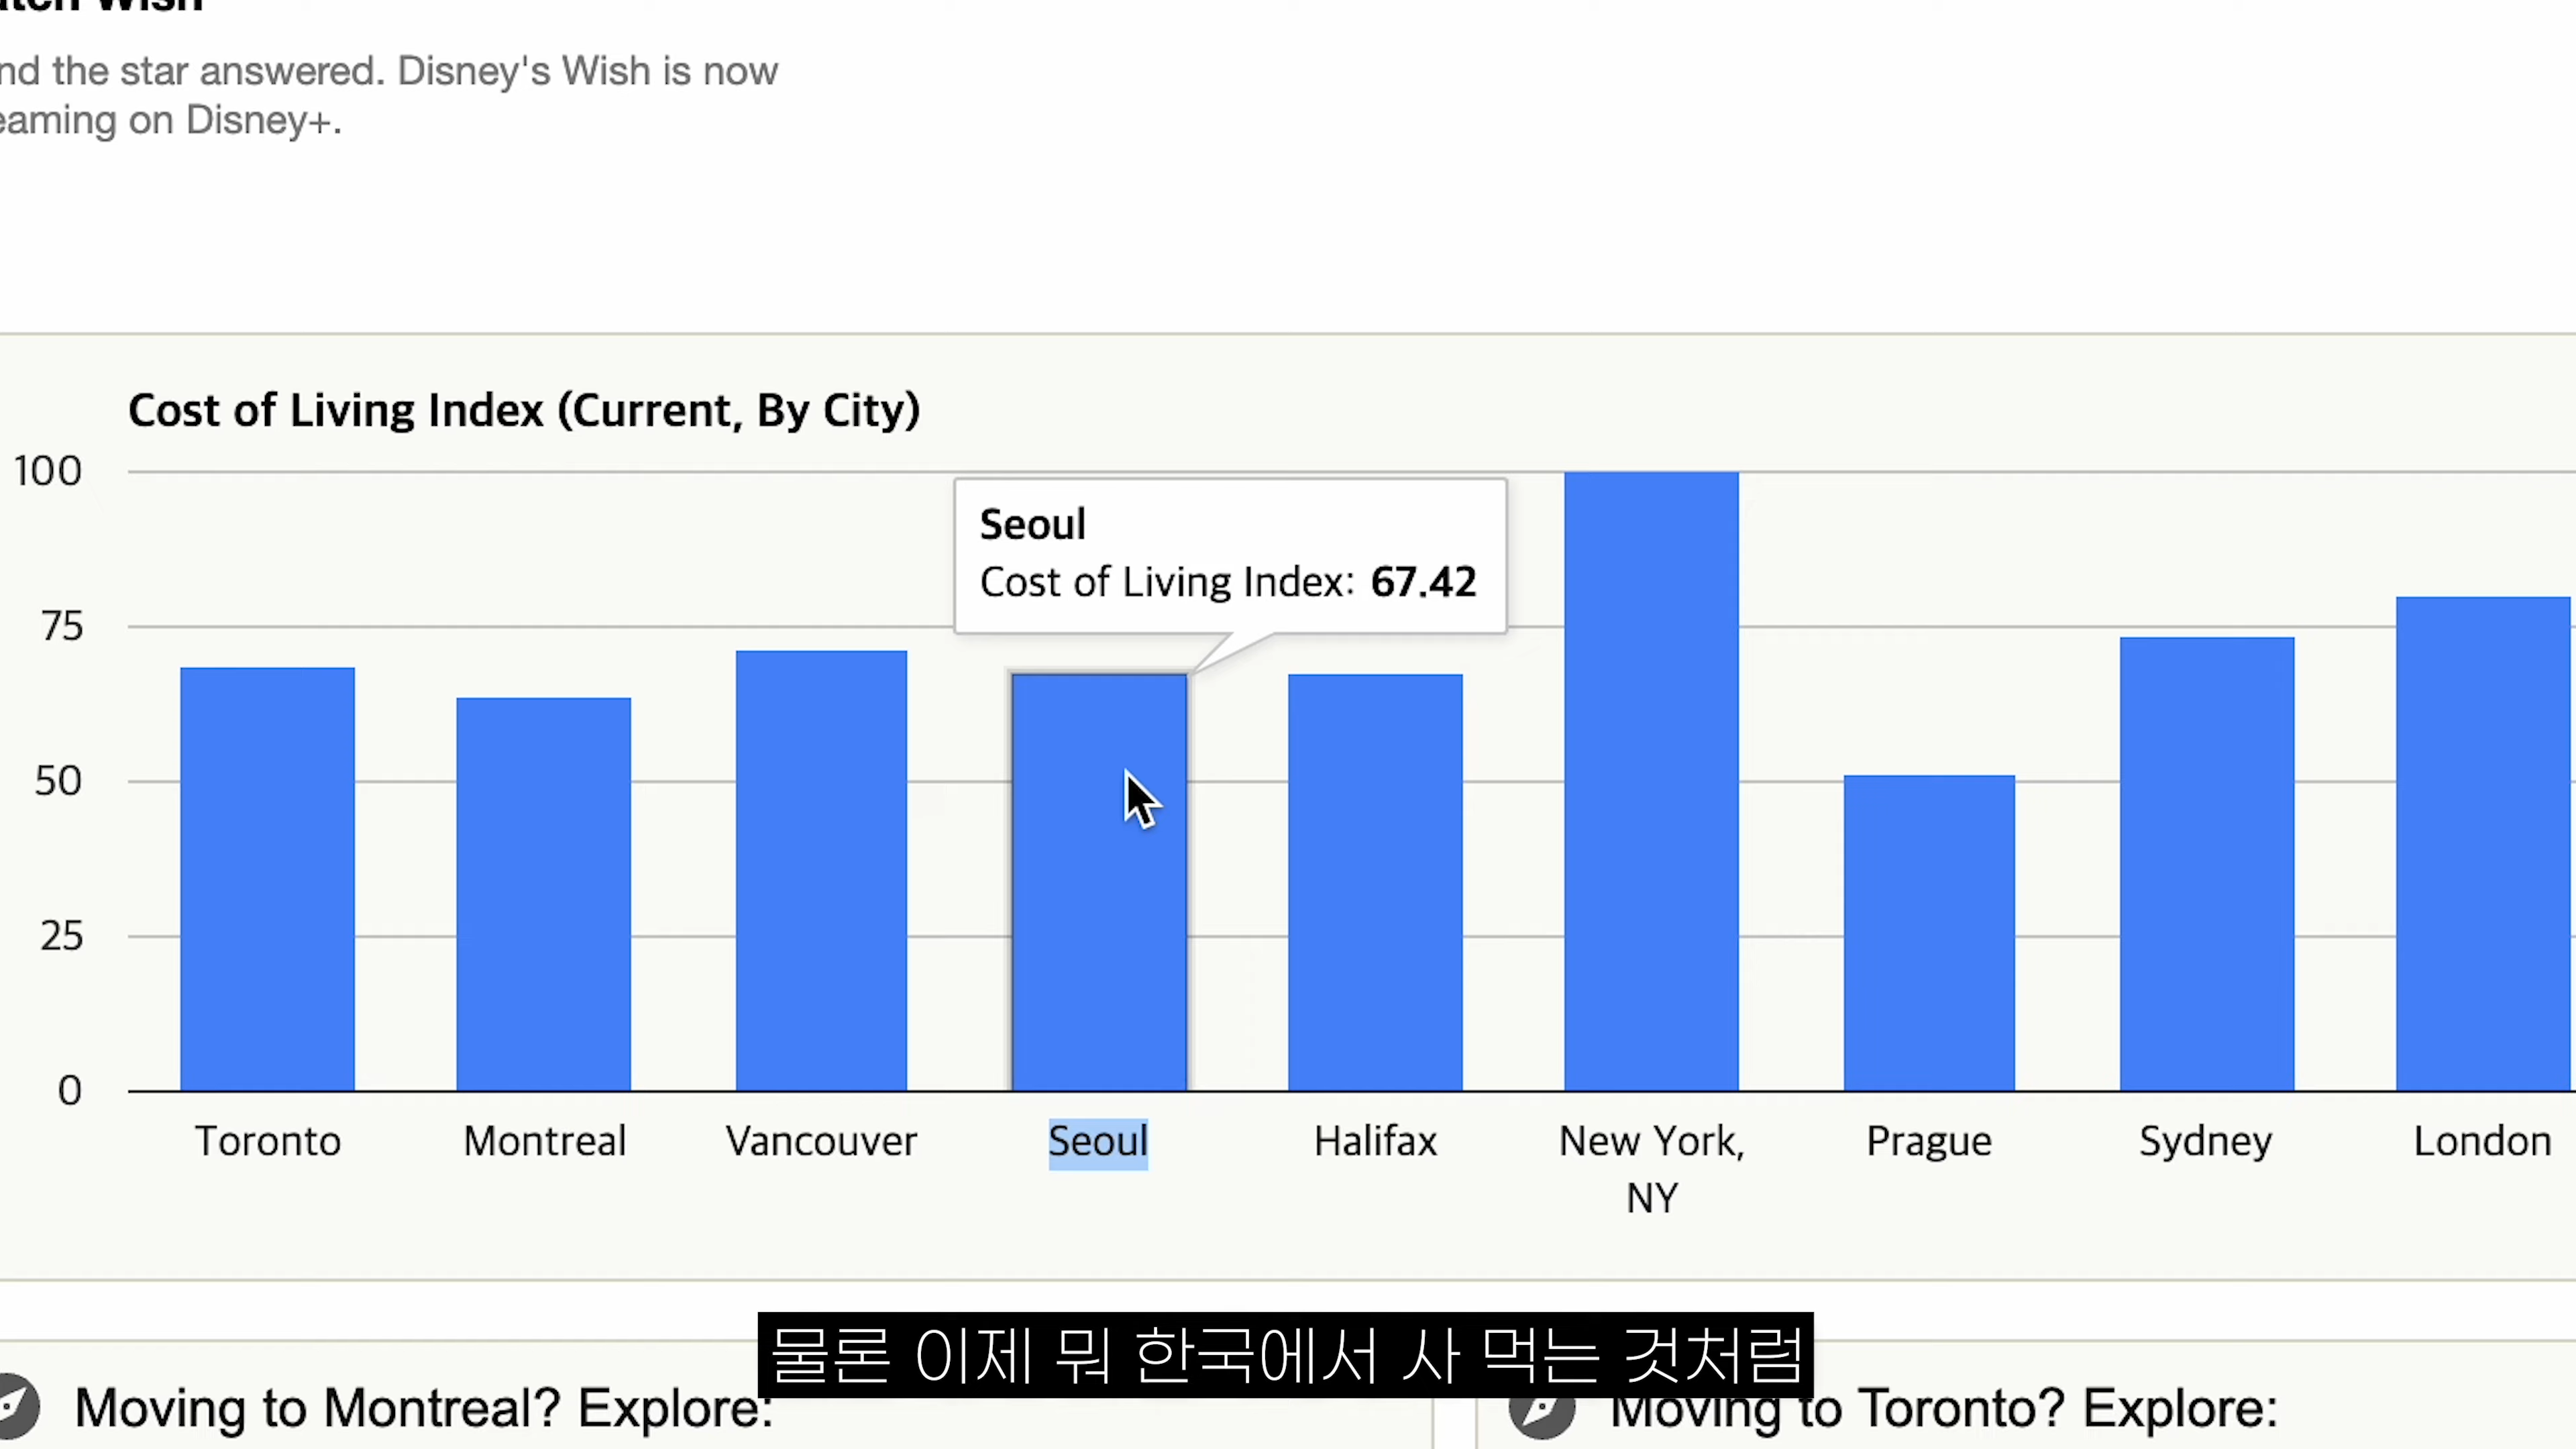 nd the star answered. Disney's Wish is now
eaming on Disney+.
Cost of Living Index (Current, By City)
100
75
50
25
0
Seoul
Cost of Living Index: 67.42
Toronto
Montreal
Vancouver
Seoul
Halifax
New York,
NY
Prague
Sydney
London
물론 이제 뭐 한국에서 사 먹는 것처럼
Moving to Montreal? Explore:
Moving to Toronto? Explore: